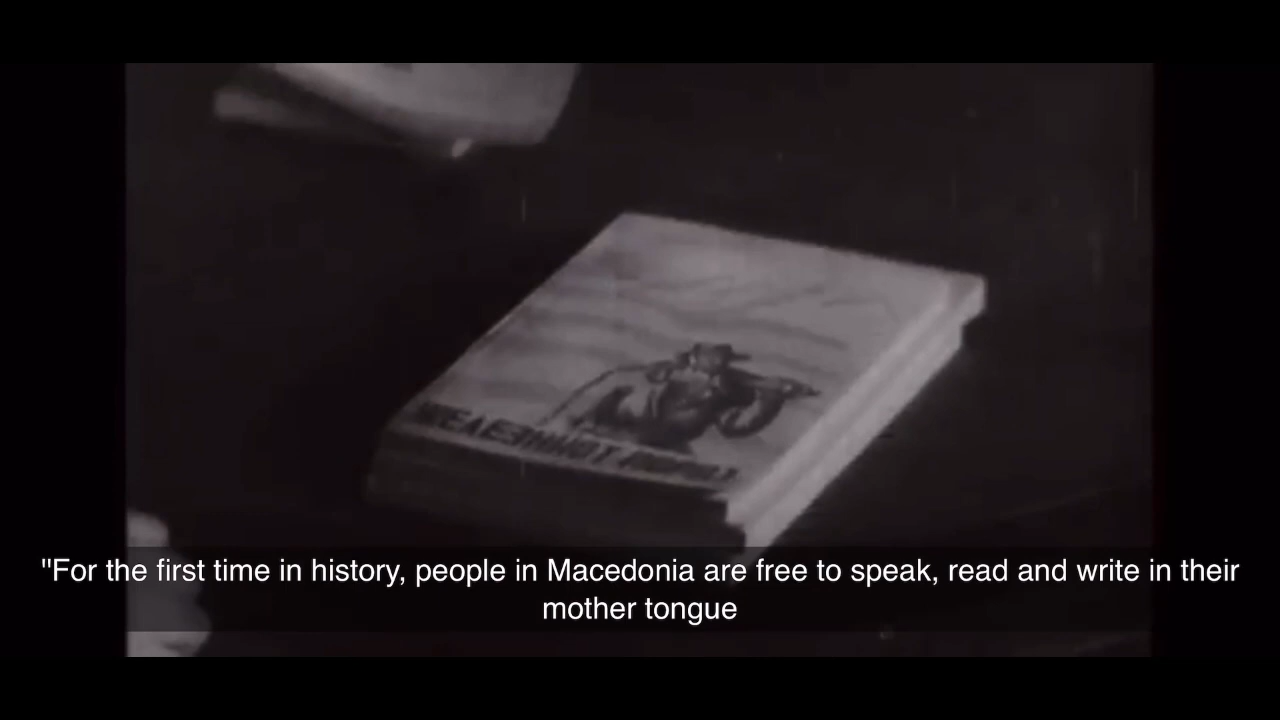 "For the first time in history, people in Macedonia are free to speak, read and write in their
mother tongue